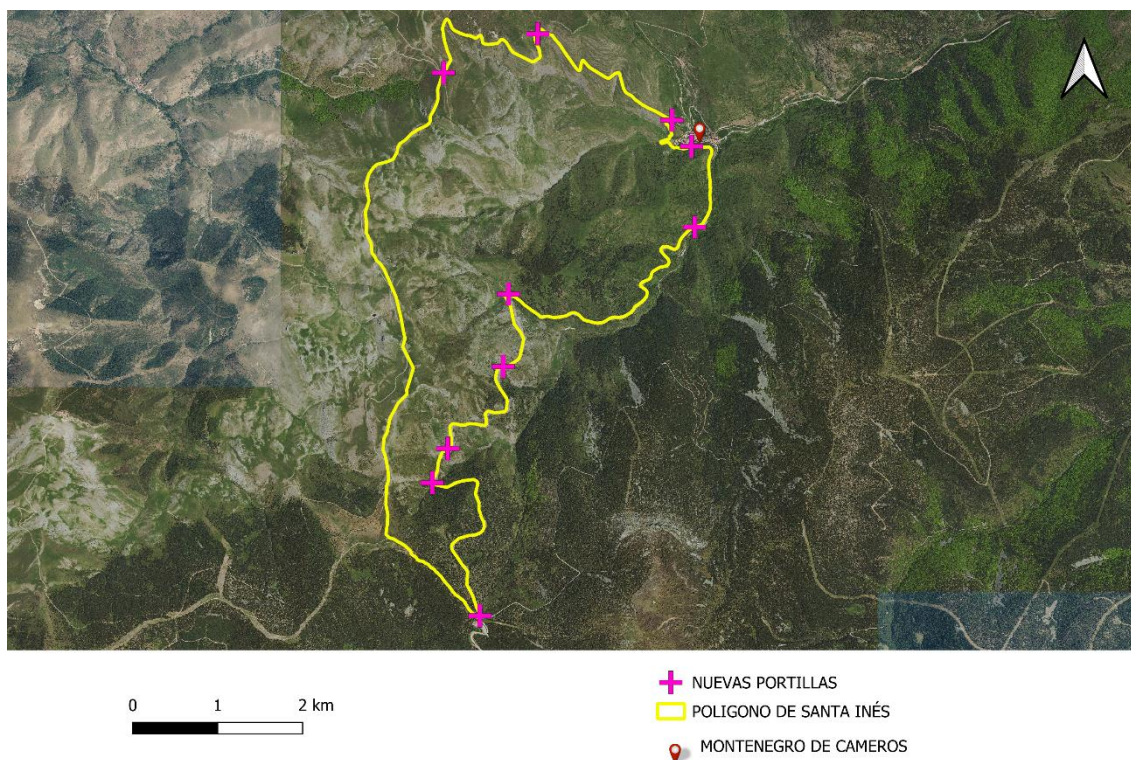 0 1 2 km
NUEVAS PORTILLAS
POLIGONO DE SANTA INÉS
MONTENEGRO DE CAMEROS